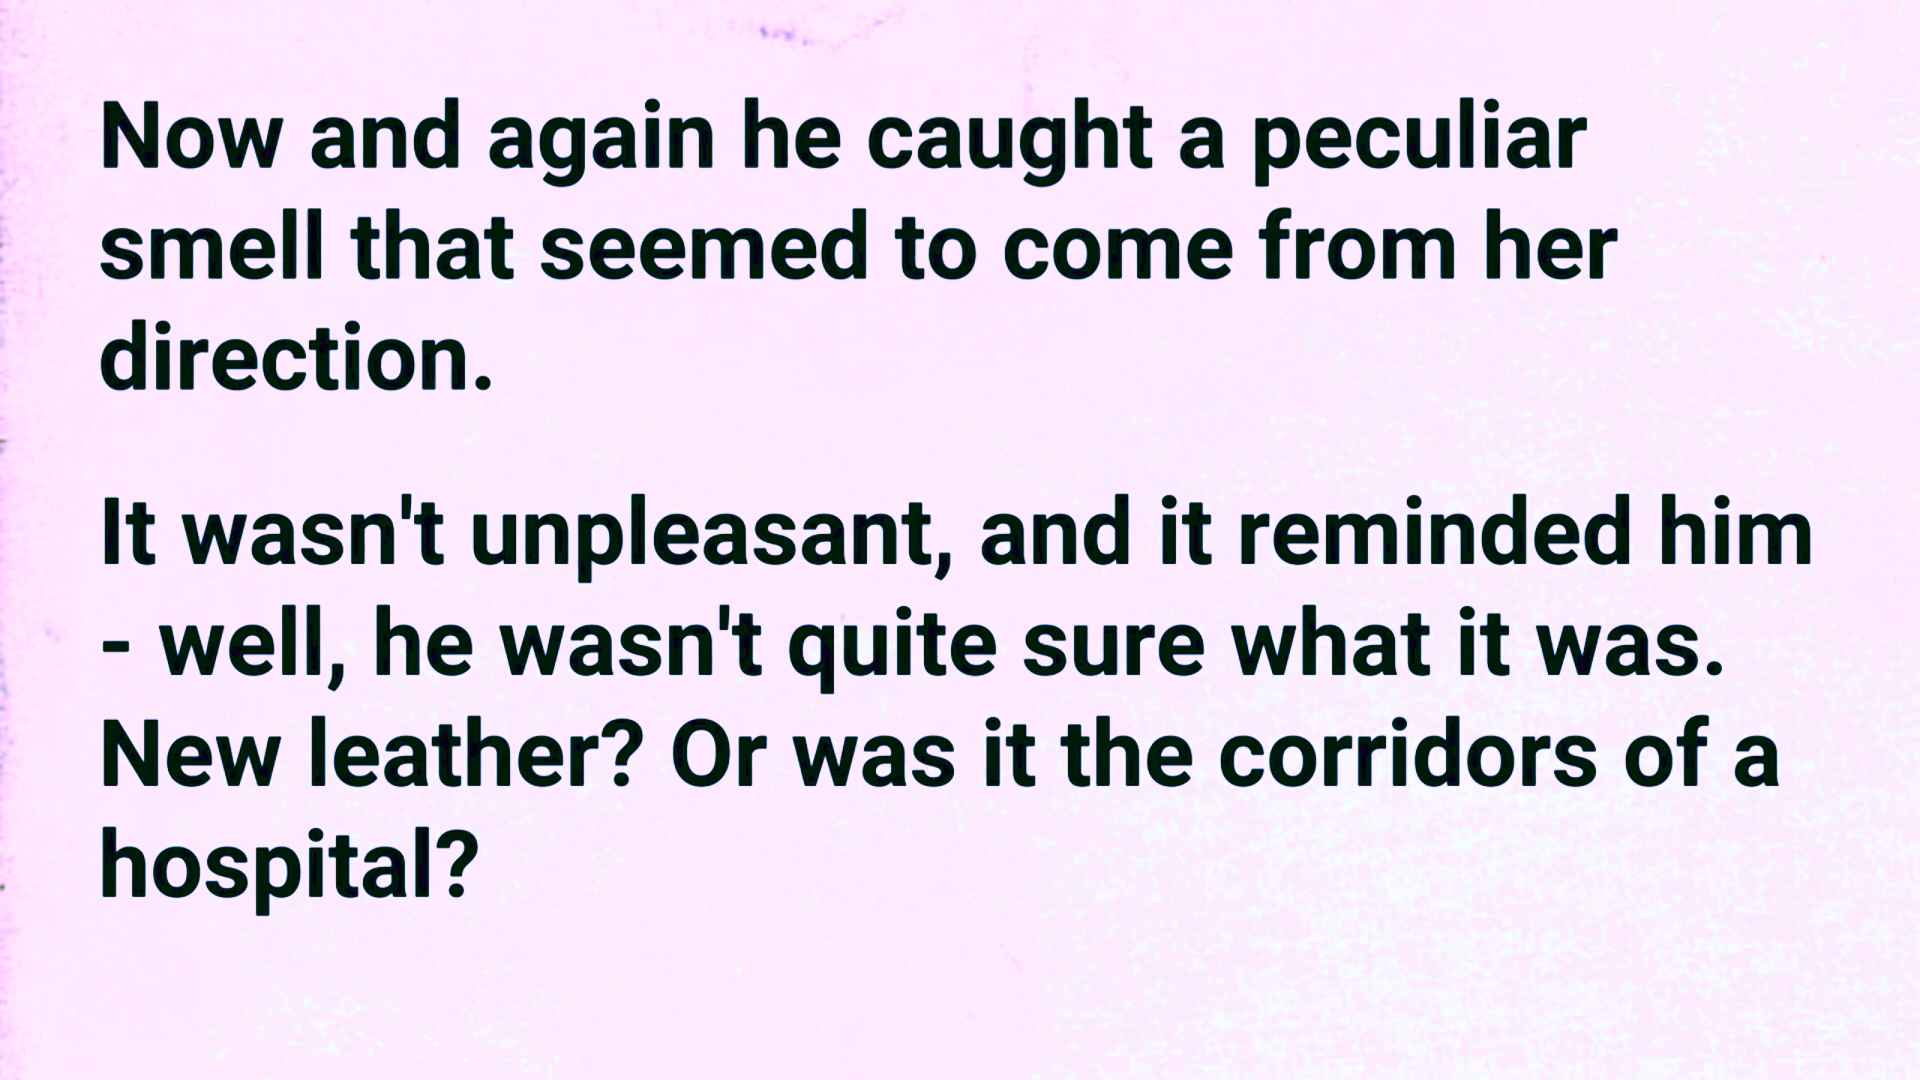 Now and again he caught a peculiar
smell that seemed to come from her
direction.
It wasn't unpleasant, and it reminded him
- well, he wasn't quite sure what it was.
New leather? Or was it the corridors of a
hospital?